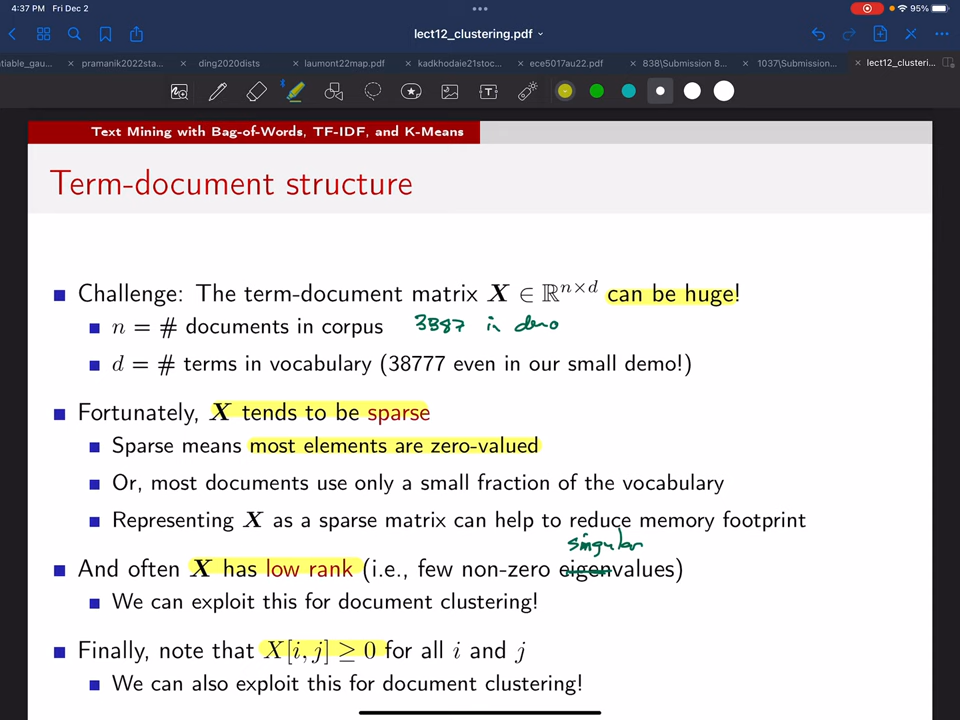 4:37 PM Fri Dec 2
95%
lect12_clustering.pdf
tiable_gau...
pramanik2022sta...
ding2020dists
laumont22map.pdf
kadkhodaie21stoc...
ece5017au22.pdf
838\Submission 8...
1037\Submission...
lect12_clusteri...
Text Mining with Bag-of-Words, TF-IDF, and K-Means
Term-document structure
Challenge: The term-document matrix X ∈ ℝⁿˣᵈ can be huge!
n = # documents in corpus 3387 in demo
d = # terms in vocabulary (38777 even in our small demo!)
Fortunately, X tends to be sparse
Sparse means most elements are zero-valued
Or, most documents use only a small fraction of the vocabulary
Representing X as a sparse matrix can help to reduce memory footprint
singular
And often X has low rank (i.e., few non-zero eigenvalues)
We can exploit this for document clustering!
Finally, note that X[i, j] ≥ 0 for all i and j
We can also exploit this for document clustering!